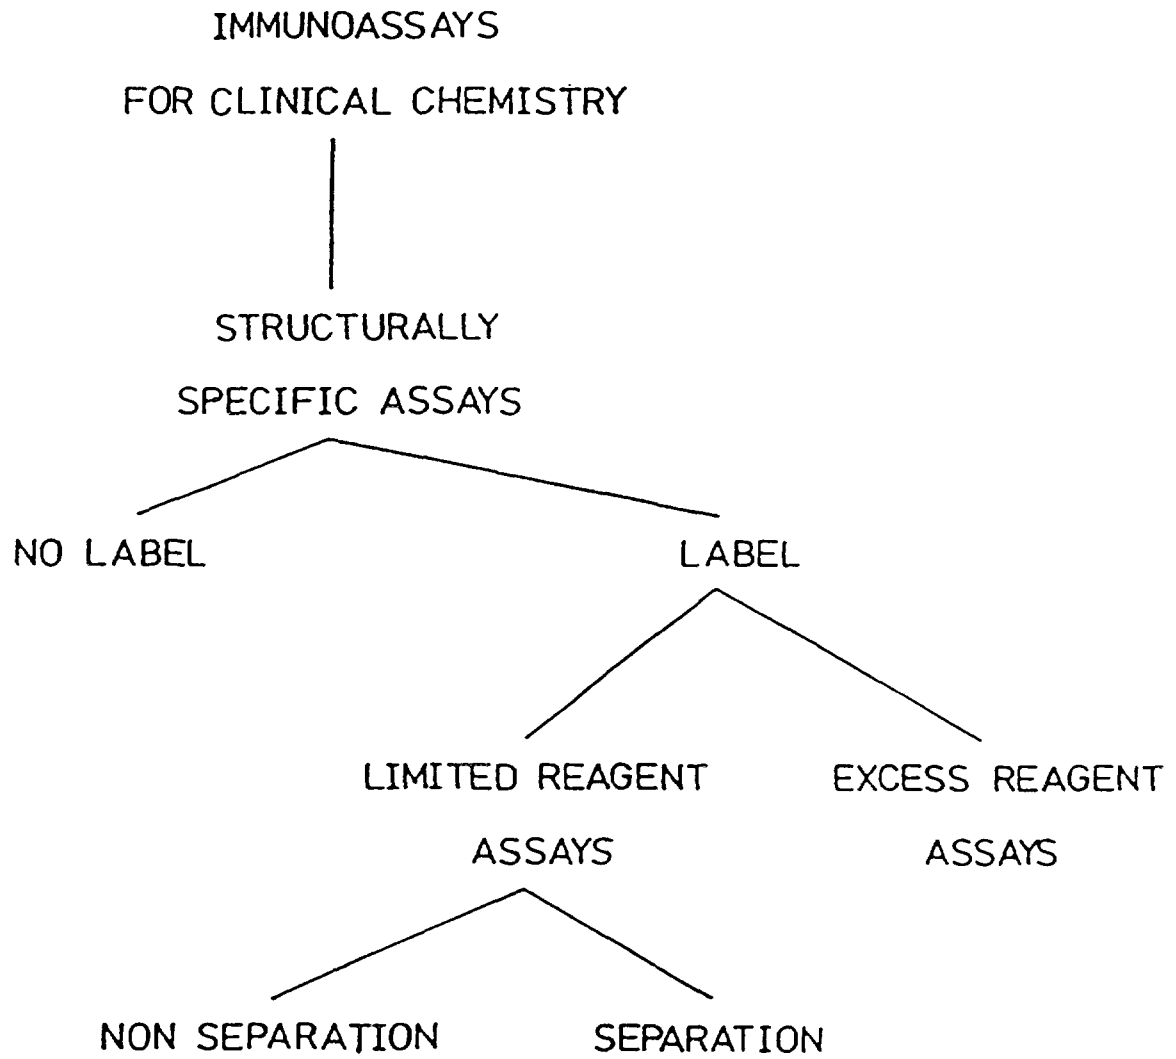 IMMUNOASSAYS
FOR CLINICAL CHEMISTRY
STRUCTURALLY
SPECIFIC ASSAYS
NO LABEL
LABEL
LIMITED REAGENT
ASSAYS
EXCESS REAGENT
ASSAYS
NON SEPARATION
SEPARATION